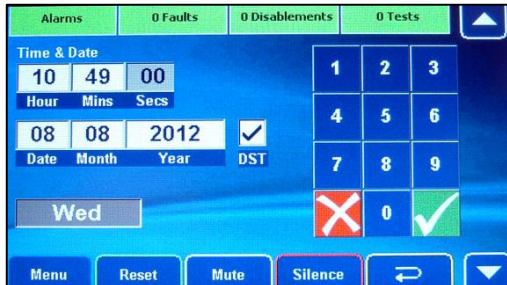 Alarms 0 Faults 0 Disablements 0 Tests
Time & Date
10 49 00
Hour Mins Secs
08 08 2012
Date Month Year DST
Wed
1 2 3
4 5 6
7 8 9
0
Menu Reset Mute Silence